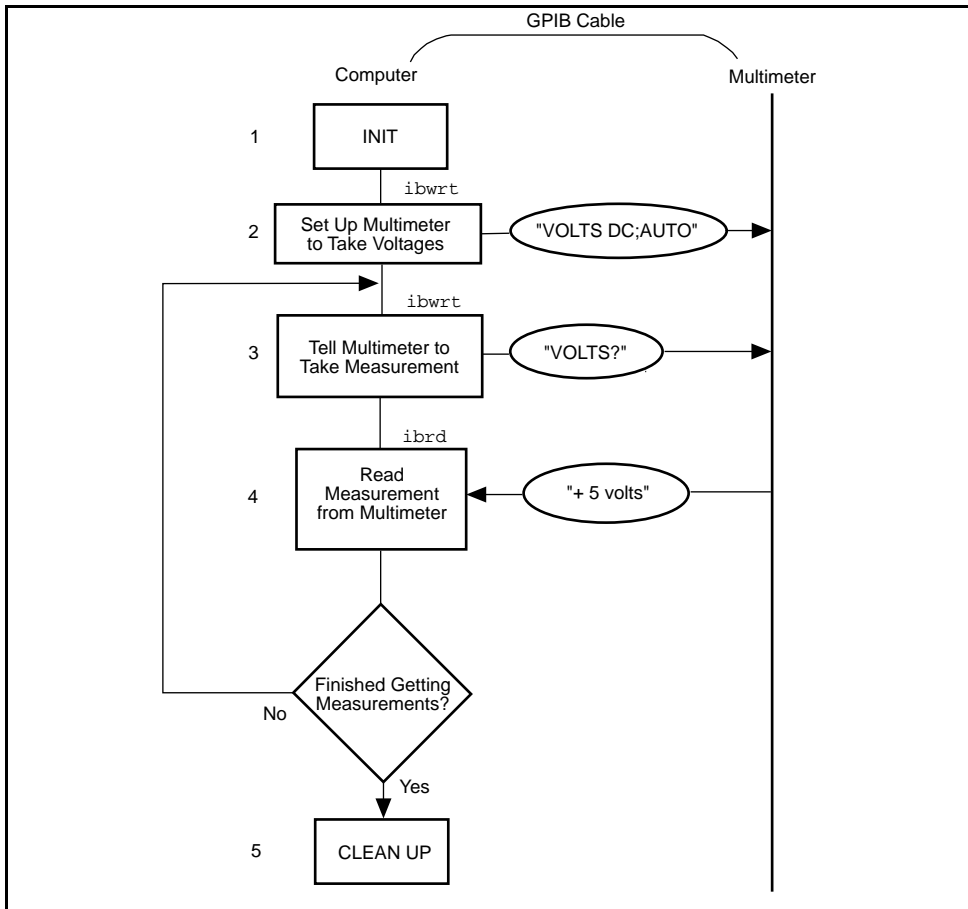 GPIB Cable
Computer
Multimeter
1
INIT
ibwrt
2
Set Up Multimeter
to Take Voltages
"VOLTS DC;AUTO"
ibwrt
3
Tell Multimeter to
Take Measurement
"VOLTS?"
ibrd
4
Read
Measurement
from Multimeter
"+ 5 volts"
Finished Getting
Measurements?
No
Yes
5
CLEAN UP